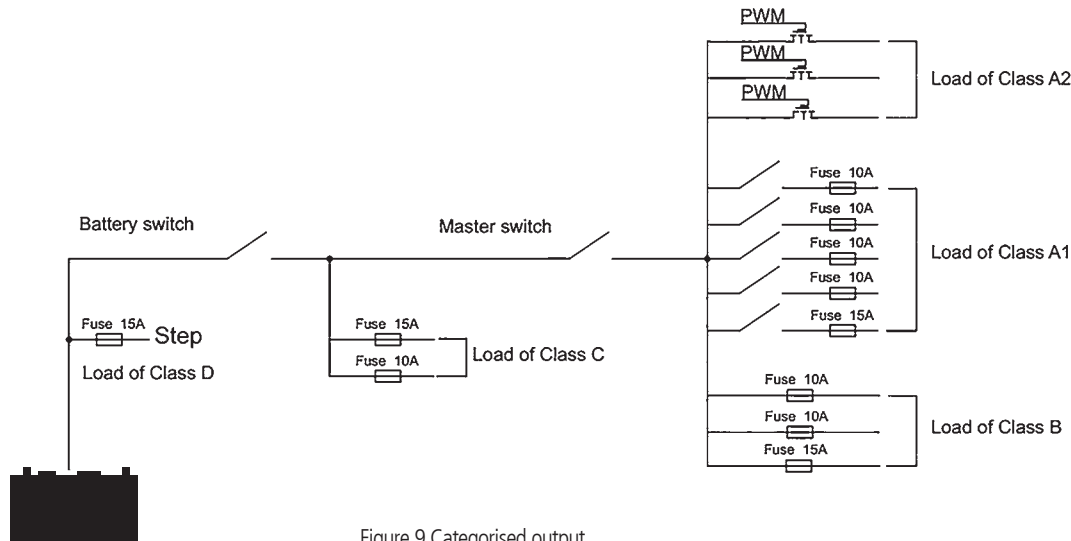 PWM
PWM
PWM
Load of Class A2
Fuse 10A
Fuse 10A
Fuse 10A
Fuse 10A
Fuse 15A
Load of Class A1
Battery switch
Master switch
Fuse 15A
Step
Load of Class D
Fuse 15A
Fuse 10A
Load of Class C
Fuse 10A
Fuse 10A
Fuse 15A
Load of Class B
Figure 9 Categorised output